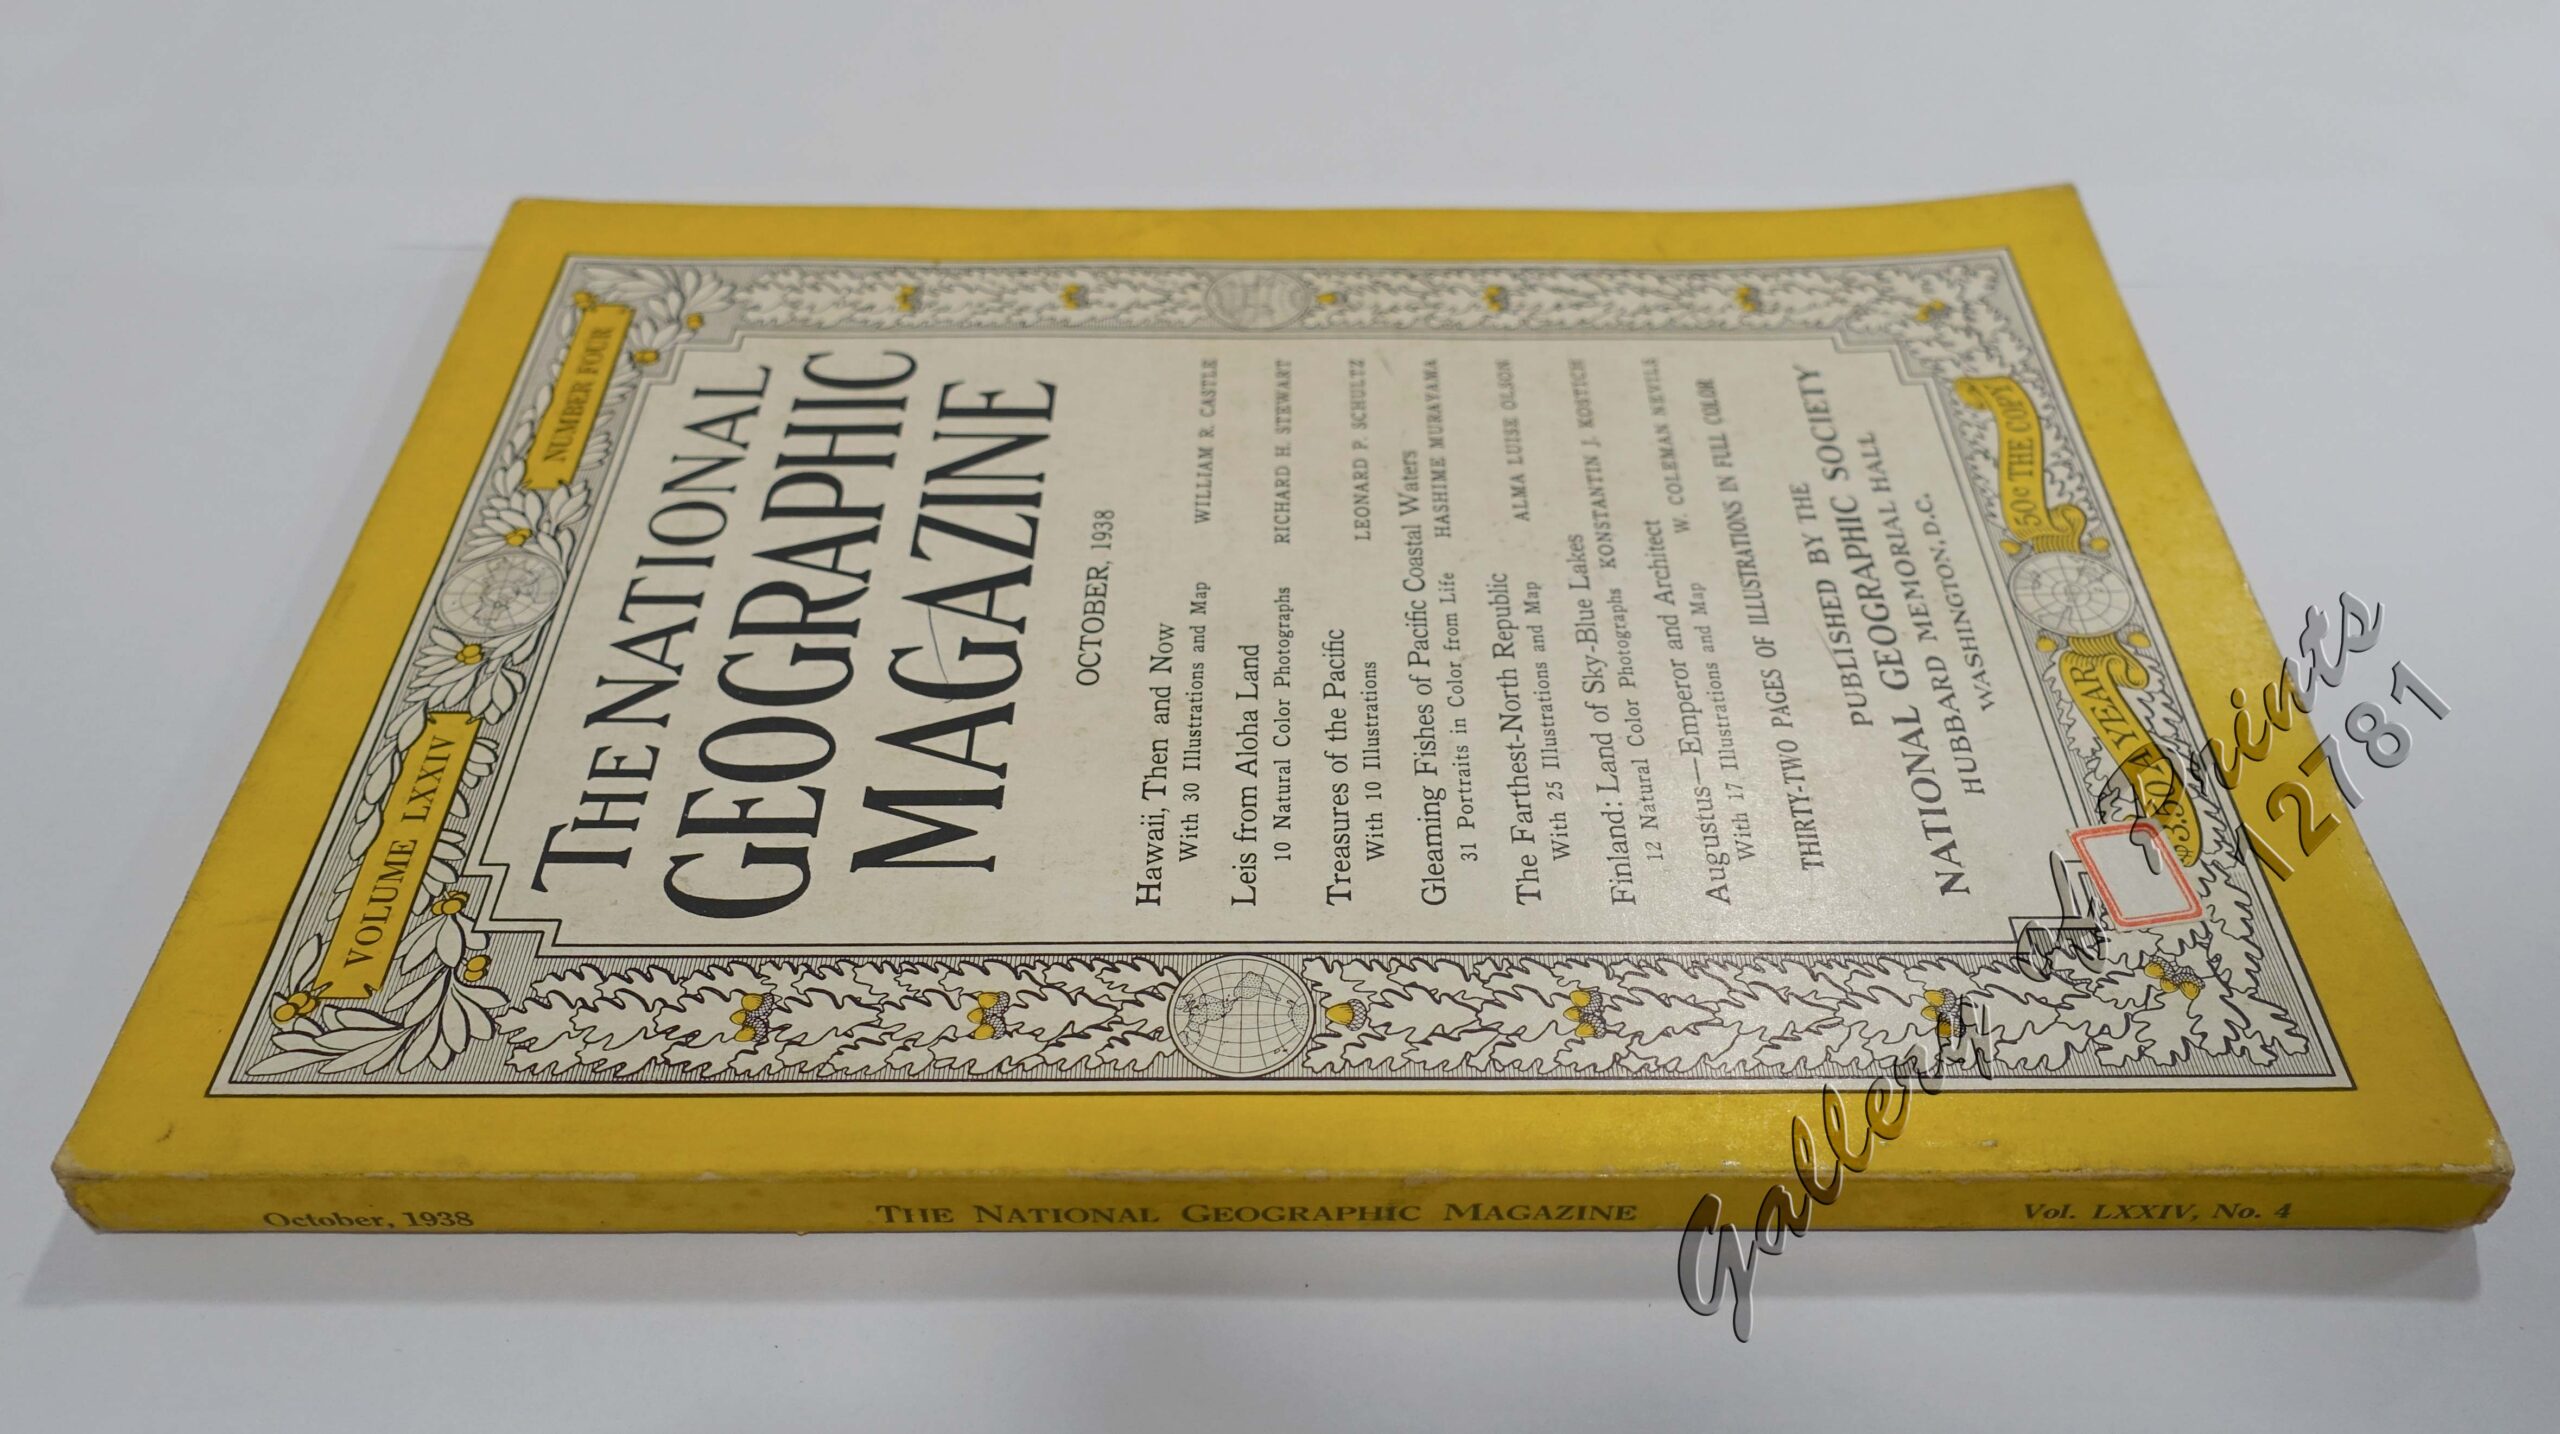 VOLUME LXXIV
NUMBER FOUR
THE NATIONAL
GEOGRAPHIC
MAGAZINE
OCTOBER, 1938
Hawaii, Then and Now
With 30 Illustrations and Map WILLIAM R. CASTLE
Leis from Aloha Land
10 Natural Color Photographs RICHARD H. STEWART
Treasures of the Pacific
With 10 Illustrations LEONARD P. SCHULTZ
Gleaming Fishes of Pacific Coastal Waters
31 Portraits in Color from Life HASHIME MURAYAMA
The Farthest-North Republic
With 25 Illustrations and Map ALMA LUISE OLSON
Finland: Land of Sky-Blue Lakes
12 Natural Color Photographs KONSTANTIN J. KOSTICH
Augustus—Emperor and Architect
With 17 Illustrations and Map W. COLEMAN NEVILS
THIRTY-TWO PAGES OF ILLUSTRATIONS IN FULL COLOR
PUBLISHED BY THE
NATIONAL GEOGRAPHIC SOCIETY
HUBBARD MEMORIAL HALL
WASHINGTON, D.C.
$3.50 A YEAR
50¢ THE COPY
October, 1938
THE NATIONAL GEOGRAPHIC MAGAZINE
Vol. LXXIV, No. 4
Gallery of Prints
12781